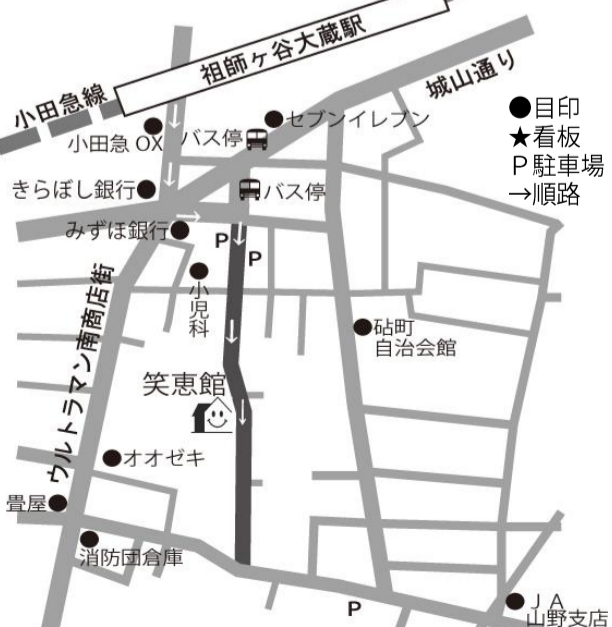 祖師ヶ谷大蔵駅
小田急線
城山通り
セブンイレブン
小田急 OX
バス停
●目印
★看板
P 駐車場
→順路
きらぼし銀行
バス停
みずほ銀行
P
P
小児科
ウルトラマン南商店街
砧町
自治会館
笑恵館
オオゼキ
畳屋
消防団倉庫
P
JA
山野支店